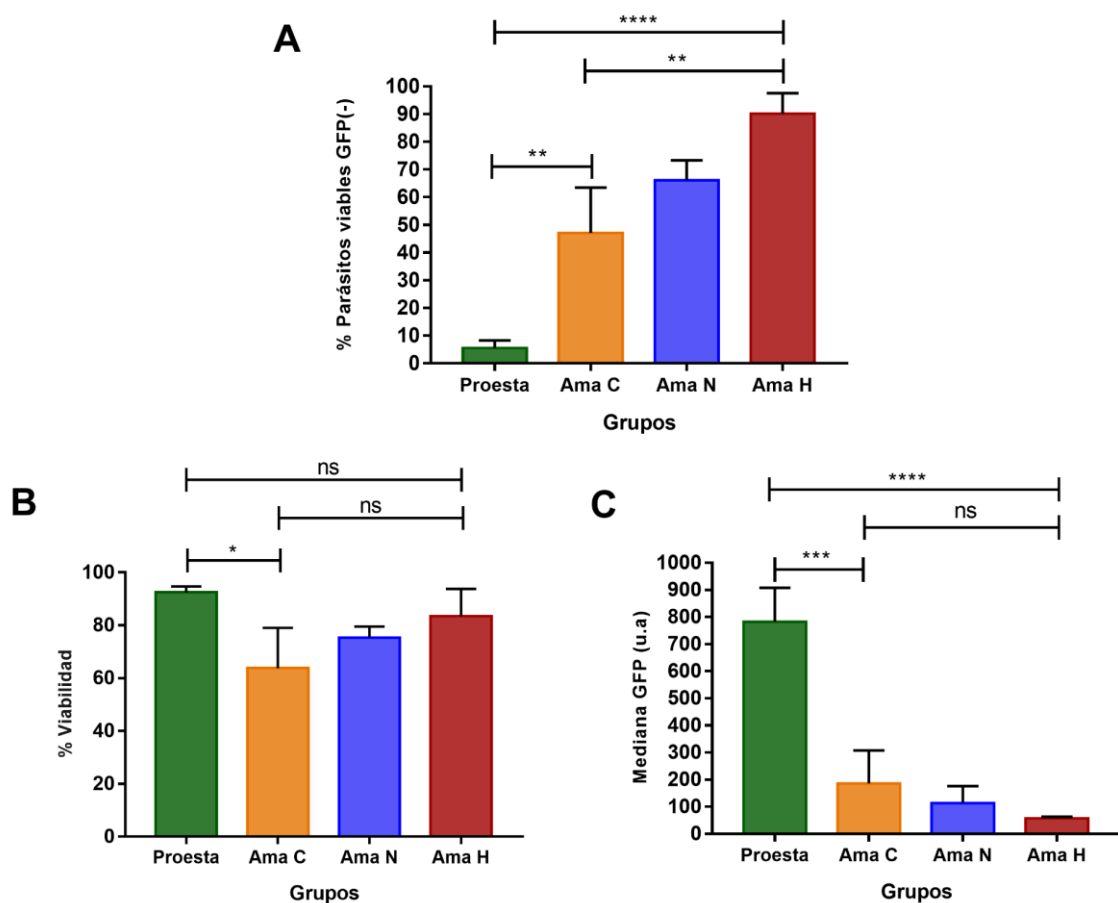 A
****
**
**
% Parásitos viables GFP(-)
100
90
80
70
60
50
40
30
20
10
0
Proesta Ama C Ama N Ama H
Grupos
B
ns
ns
*
% Viabilidad
100
80
60
40
20
0
Proesta Ama C Ama N Ama H
Grupos
C
****
ns
***
Mediana GFP (u.a)
1000
900
800
700
600
500
400
300
200
100
0
Proesta Ama C Ama N Ama H
Grupos